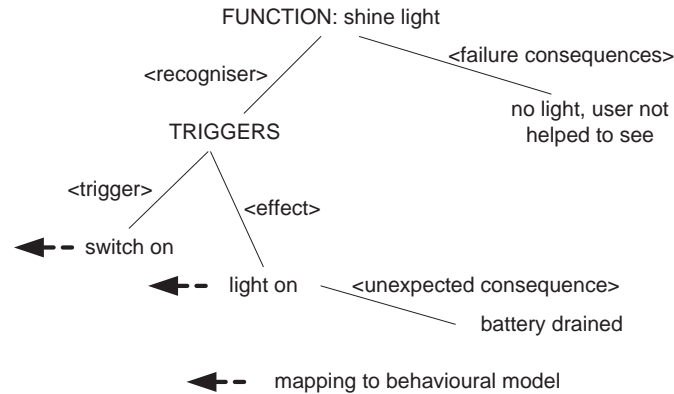 FUNCTION: shine light
<failure consequences>
<recogniser>
no light, user not
helped to see
TRIGGERS
<trigger>
<effect>
switch on
light on
<unexpected consequence>
battery drained
mapping to behavioural model